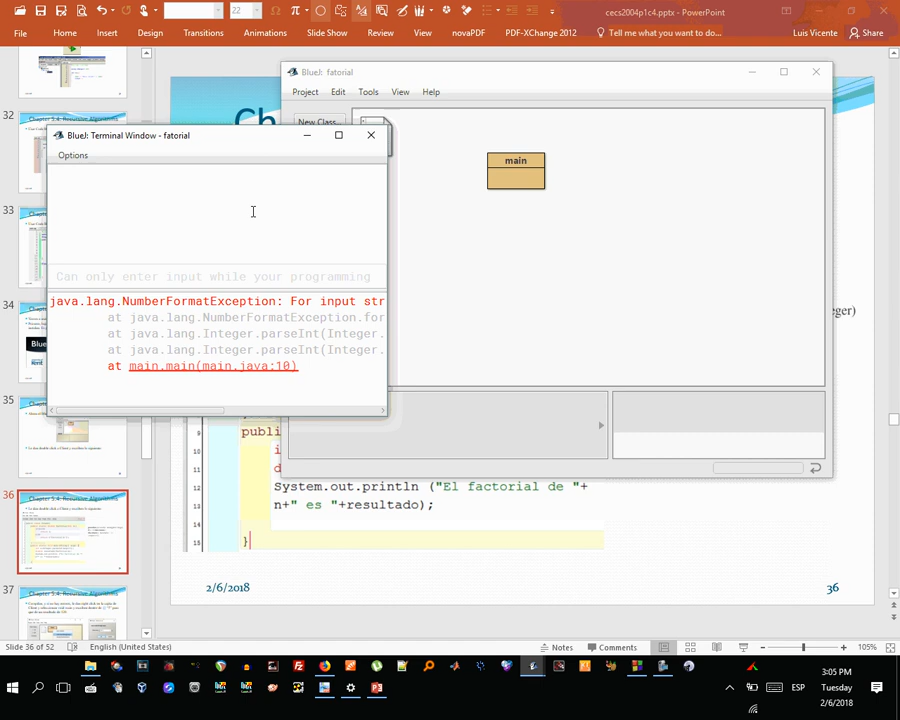 22
cecs2004p1c4.pptx - PowerPoint
File
Home
Insert
Design
Transitions
Animations
Slide Show
Review
View
novaPDF
PDF-XChange 2012
Tell me what you want to do...
Luis Vicente
Share
32
33
34
35
36
37
Ch
BlueJ: fatorial
Project
Edit
Tools
View
Help
New Class...
main
BlueJ: Terminal Window - fatorial
Options
Can only enter input while your programming
java.lang.NumberFormatException: For input str
at java.lang.NumberFormatException.for
at java.lang.Integer.parseInt(Integer.
at java.lang.Integer.parseInt(Integer.
at main.main(main.java:10)
eger)
9 publi
10 i
11 d
12 System.out.println ("El factorial de "+
13 n+" es "+resultado);
14
15 }
2/6/2018
36
Slide 36 of 52
English (United States)
Notes
Comments
105%
ESP
3:05 PM
Tuesday
2/6/2018